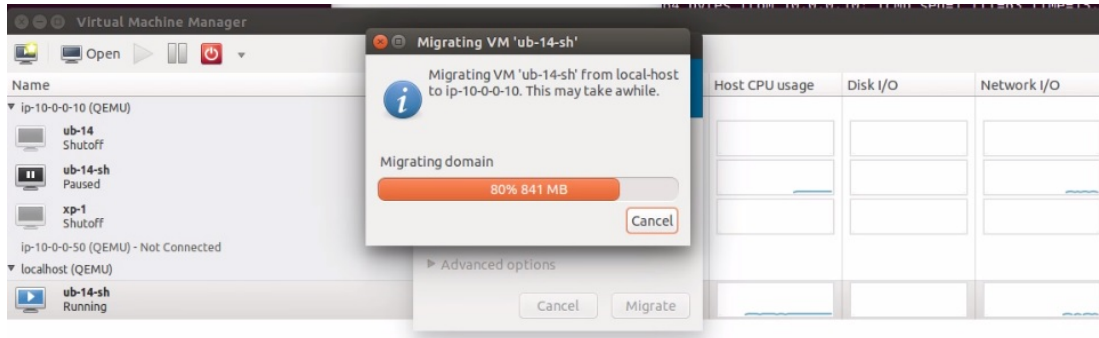 Virtual Machine Manager
Open
Name
Host CPU usage
Disk I/O
Network I/O
ip-10-0-0-10 (QEMU)
ub-14
Shutoff
ub-14-sh
Paused
xp-1
Shutoff
ip-10-0-0-50 (QEMU) - Not Connected
localhost (QEMU)
ub-14-sh
Running
Migrating VM 'ub-14-sh'
Migrating VM 'ub-14-sh' from local-host
to ip-10-0-0-10. This may take awhile.
Migrating domain
80% 841 MB
Cancel
Advanced options
Cancel
Migrate